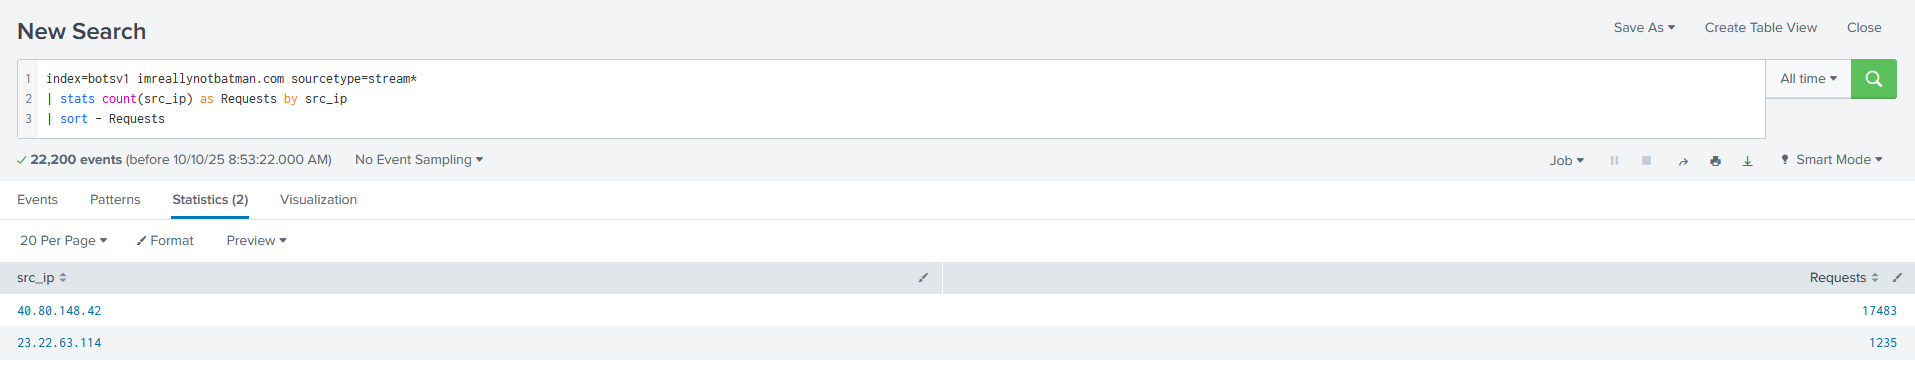 New Search
Save As Create Table View Close
1 index=botsv1 imreallynotbatman.com sourcetype=stream*
2 | stats count(src_ip) as Requests by src_ip
3 | sort - Requests
All time
22,200 events (before 10/10/25 8:53:22.000 AM) No Event Sampling
Job Smart Mode
Events Patterns Statistics (2) Visualization
20 Per Page Format Preview
src_ip Requests
40.80.148.42 17483
23.22.63.114 1235